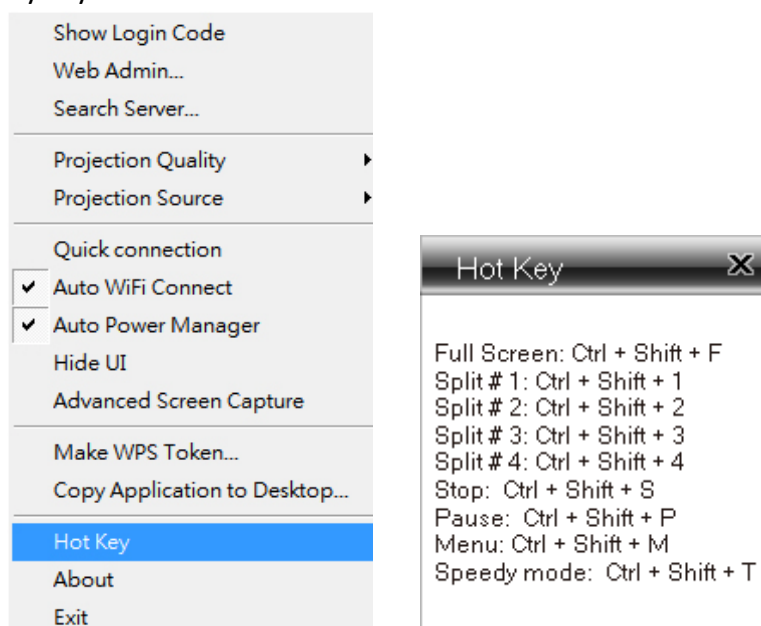 Show Login Code
Web Admin...
Search Server...
Projection Quality
Projection Source
Quick connection
Auto WiFi Connect
Auto Power Manager
Hide UI
Advanced Screen Capture
Make WPS Token...
Copy Application to Desktop...
Hot Key
About
Exit
Hot Key
Full Screen: Ctrl + Shift + F
Split # 1: Ctrl + Shift + 1
Split # 2: Ctrl + Shift + 2
Split # 3: Ctrl + Shift + 3
Split # 4: Ctrl + Shift + 4
Stop: Ctrl + Shift + S
Pause: Ctrl + Shift + P
Menu: Ctrl + Shift + M
Speedy mode: Ctrl + Shift + T